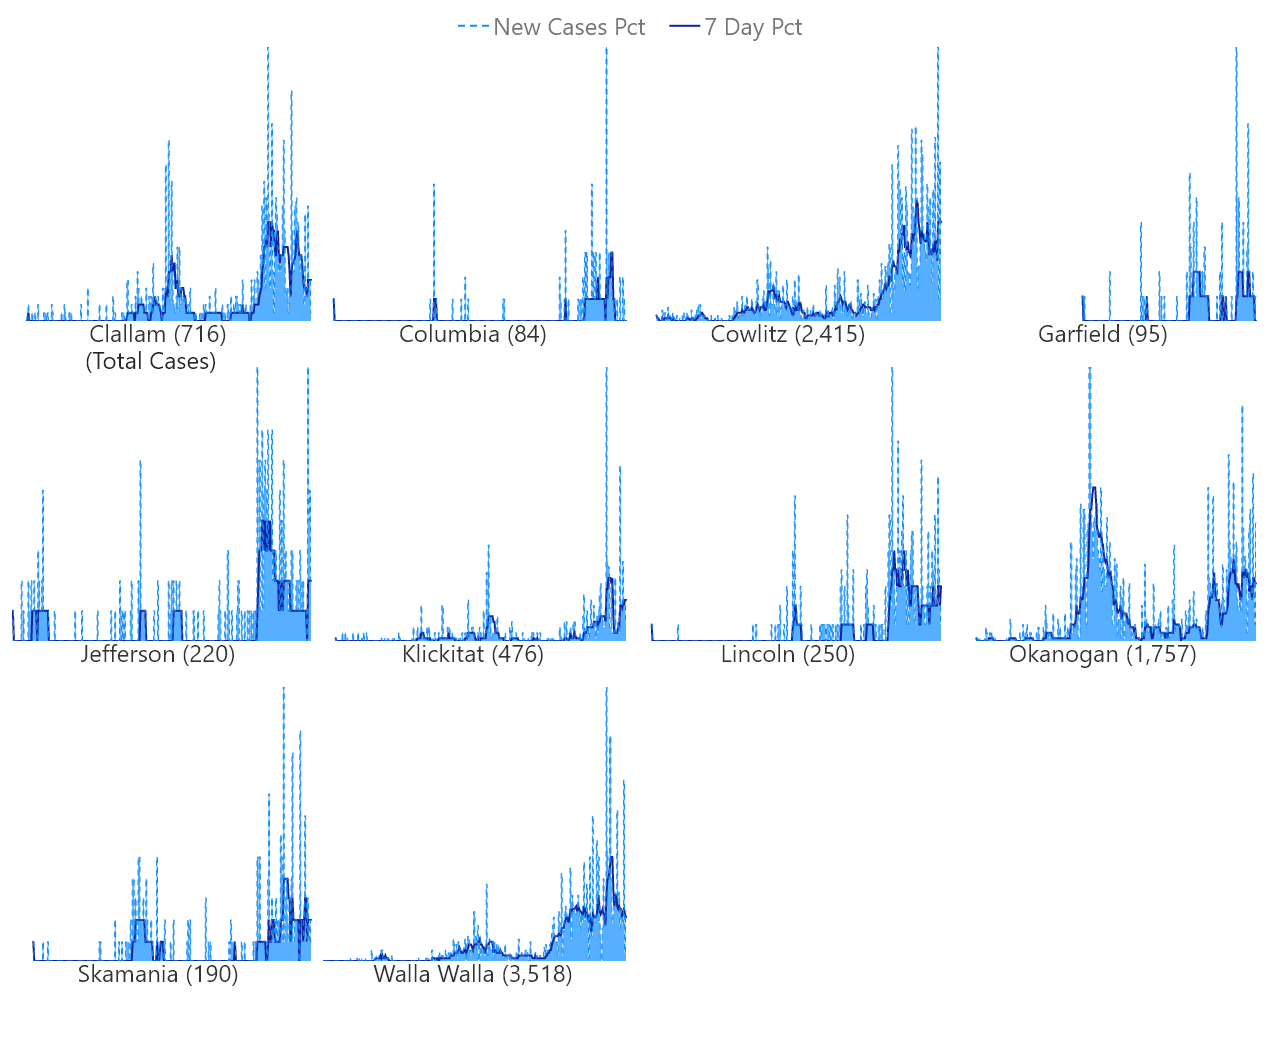 New Cases Pct 7 Day Pct
Clallam (716)
(Total Cases)
Columbia (84)
Cowlitz (2,415)
Garfield (95)
Jefferson (220)
Klickitat (476)
Lincoln (250)
Okanogan (1,757)
Skamania (190)
Walla Walla (3,518)